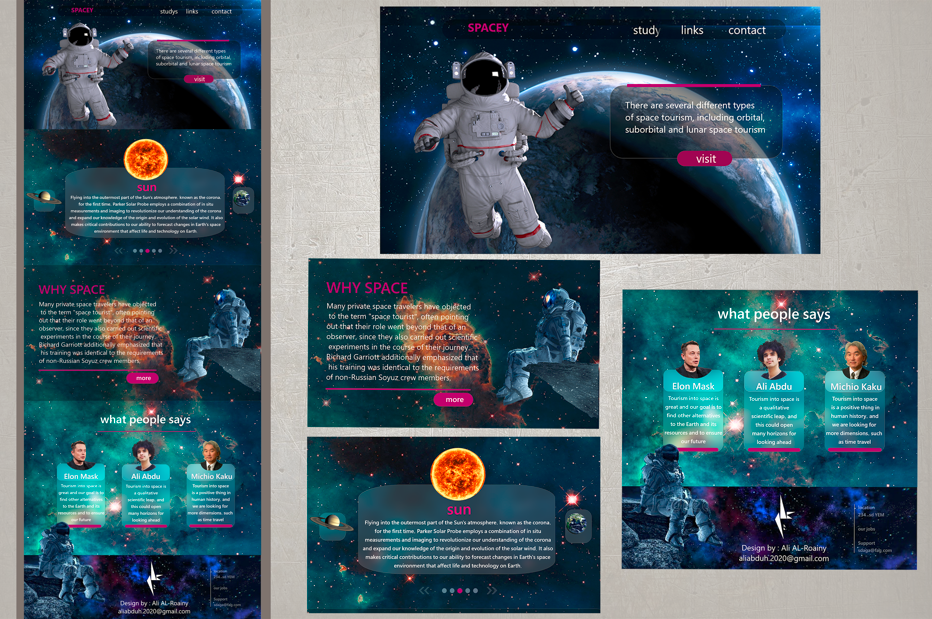 SPACEY
studys
links
contact
There are several different types
of space tourism, including orbital,
suborbital and lunar space tourism
visit
sun
Flying into the outermost part of the Sun's atmosphere. known as the corona.
for the first time. Parker Solar Probe employs a combination of in situ
measurements and imaging to revolutionize our understanding of the corona
and expand our knowledge of the origin and evolution of the solar wind. It also
makes critical contributions to our ability to forecast changes in Earth's space
environment that affect life and technology on Earth.
WHY SPACE
Many private space travelers have objected
to the term "space tourist", often pointing
out that their role went beyond that of an
observer, since they also carried out scientific
experiments in the course of their journey.
Richard Garriott additionally emphasized that
his training was identical to the requirements
of non-Russian Soyuz crew members.
more
what people says
Elon Mask
Tourism into space is
great and our goal is to
find other alternatives
to the Earth and its
resources and to ensure
our future
Ali Abdu
Tourism into space is
a qualitative
scientific leap, and
this could open
many horizons for
looking ahead
Michio Kaku
Tourism into space
is a positive thing in
human history, and
we are looking for
more dimensions, such
as time travel
Design by : Ali AL-Roainy
aliabduh.2020@gmail.com
location
our jobs
Support
SPACEY
study
links
contact
There are several different types
of space tourism, including orbital,
suborbital and lunar space tourism
visit
WHY SPACE
Many private space travelers have objected
to the term "space tourist", often pointing
out that their role went beyond that of an
observer, since they also carried out scientific
experiments in the course of their journey.
Richard Garriott additionally emphasized that
his training was identical to the requirements
of non-Russian Soyuz crew members.
more
sun
Flying into the outermost part of the Sun's atmosphere. known as the corona.
for the first time. Parker Solar Probe employs a combination of in situ
measurements and imaging to revolutionize our understanding of the corona
and expand our knowledge of the origin and evolution of the solar wind. It also
makes critical contributions to our ability to forecast changes in Earth's space
environment that affect life and technology on Earth.
what people says
Elon Mask
Tourism into space is
great and our goal is to
find other alternatives
to the Earth and its
resources and to ensure
our future
Ali Abdu
Tourism into space is
a qualitative
scientific leap, and
this could open
many horizons for
looking ahead
Michio Kaku
Tourism into space
is a positive thing in
human history, and
we are looking for
more dimensions, such
as time travel
Design by : Ali AL-Roainy
aliabduh.2020@gmail.com
location
our jobs
Support